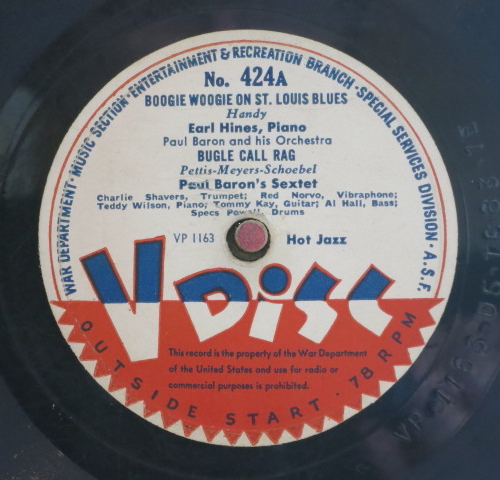 WAR DEPARTMENT · MUSIC SECTION · ENTERTAINMENT & RECREATION BRANCH · SPECIAL SERVICES DIVISION · A.S.F.
No. 424A
BOOGIE WOOGIE ON ST. LOUIS BLUES
Handy
Earl Hines, Piano
Paul Baron and his Orchestra
BUGLE CALL RAG
Pettis-Meyers-Schoebel
Paul Baron's Sextet
Charlie Shavers, Trumpet; Red Norvo, Vibraphone;
Teddy Wilson, Piano; Tommy Kay, Guitar; Al Hall, Bass;
Specs Powell, Drums
VP 1163 Hot Jazz
V DISC
This record is the property of the War Department
of the United States and use for radio or
commercial purposes is prohibited.
OUTSIDE START · 78 RPM